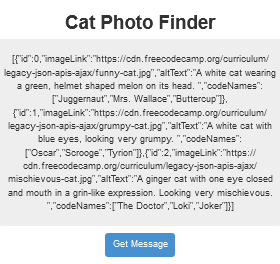 Cat Photo Finder
[{"id":0,"imageLink":"https://cdn.freecodecamp.org/curriculum/
legacy-json-apis-ajax/funny-cat.jpg","altText":"A white cat wearing
a green, helmet shaped melon on its head. ","codeNames":
["Juggernaut","Mrs. Wallace","Buttercup"]},
{"id":1,"imageLink":"https://cdn.freecodecamp.org/curriculum/
legacy-json-apis-ajax/grumpy-cat.jpg","altText":"A white cat with
blue eyes, looking very grumpy. ","codeNames":
["Oscar","Scrooge","Tyrion"]},{"id":2,"imageLink":"https://
cdn.freecodecamp.org/curriculum/legacy-json-apis-ajax/
mischievous-cat.jpg","altText":"A ginger cat with one eye closed
and mouth in a grin-like expression. Looking very mischievous.
","codeNames":["The Doctor","Loki","Joker"]}]
Get Message